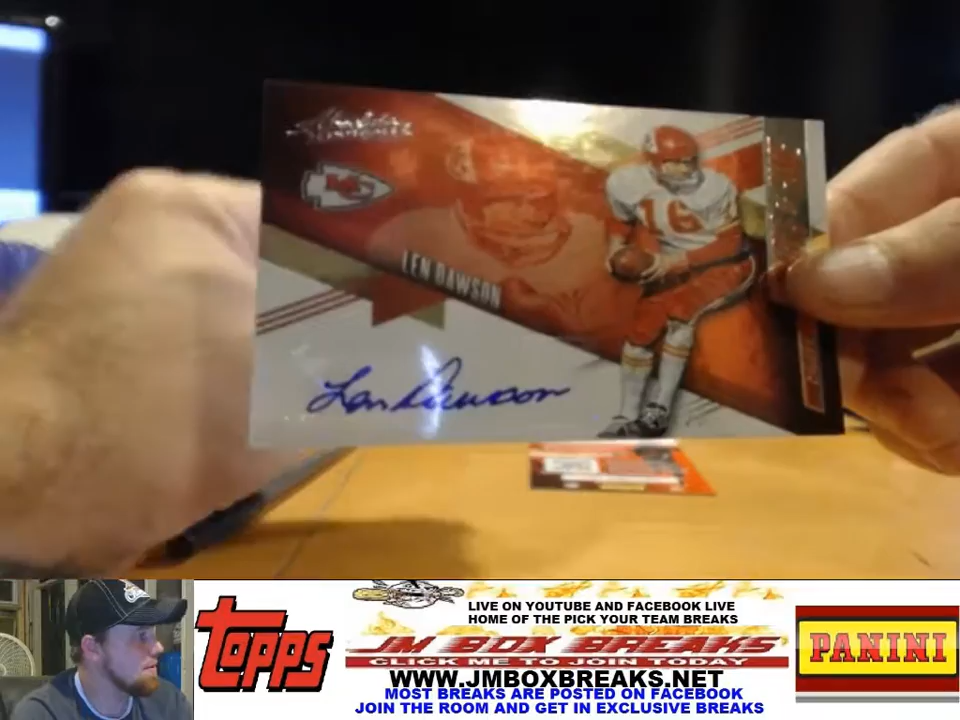 Absolute
Memorabilia
KC
LEN DAWSON
16
Len Dawson
TOPPS
LIVE ON YOUTUBE AND FACEBOOK LIVE
HOME OF THE PICK YOUR TEAM BREAKS
JM BOX BREAKS
CLICK ME TO JOIN TODAY
WWW.JMBOXBREAKS.NET
MOST BREAKS ARE POSTED ON FACEBOOK
JOIN THE ROOM AND GET IN EXCLUSIVE BREAKS
PANINI